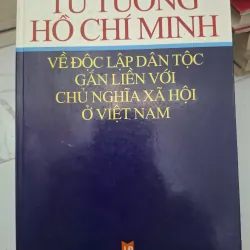 TƯ TƯỞNG
HỒ CHÍ MINH
VỀ ĐỘC LẬP DÂN TỘC
GẮN LIỀN VỚI
CHỦ NGHĨA XÃ HỘI
Ở VIỆT NAM